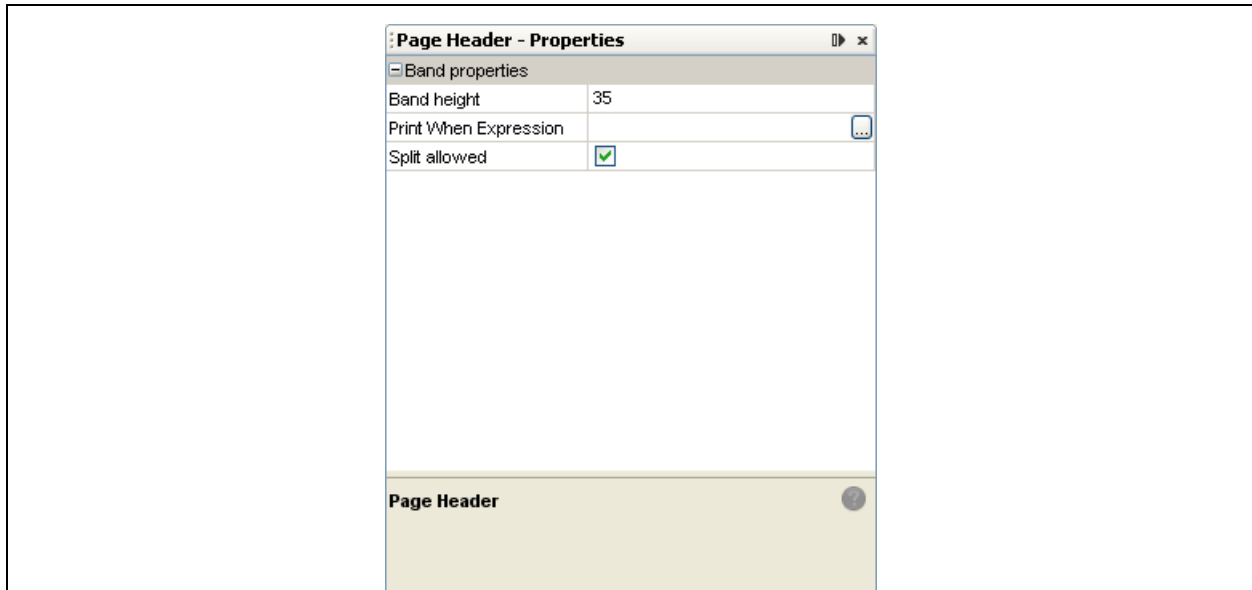 Page Header - Properties
Band properties
Band height 35
Print When Expression ...
Split allowed
Page Header